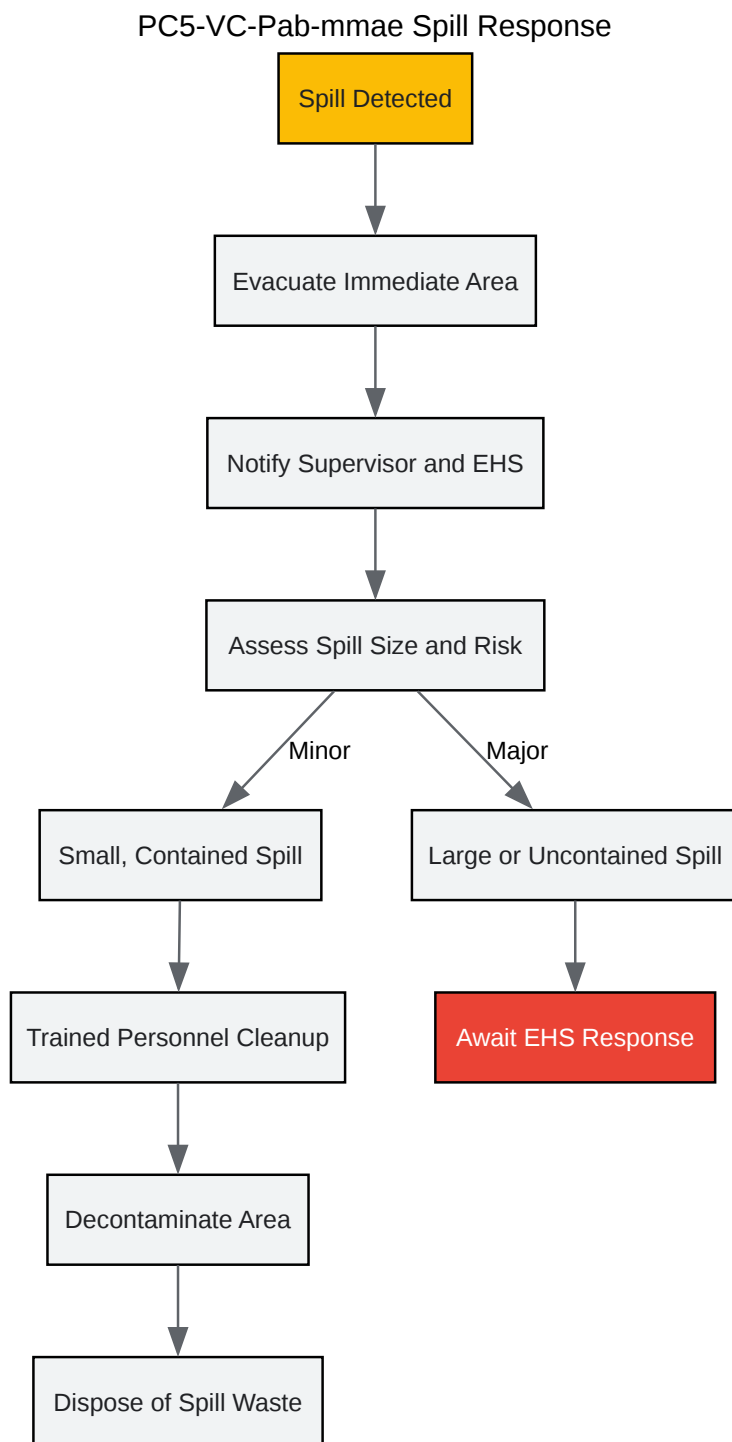 PC5-VC-Pab-mmae Spill Response
Spill Detected
Evacuate Immediate Area
Notify Supervisor and EHS
Assess Spill Size and Risk
Minor
Major
Small, Contained Spill
Large or Uncontained Spill
Trained Personnel Cleanup
Await EHS Response
Decontaminate Area
Dispose of Spill Waste